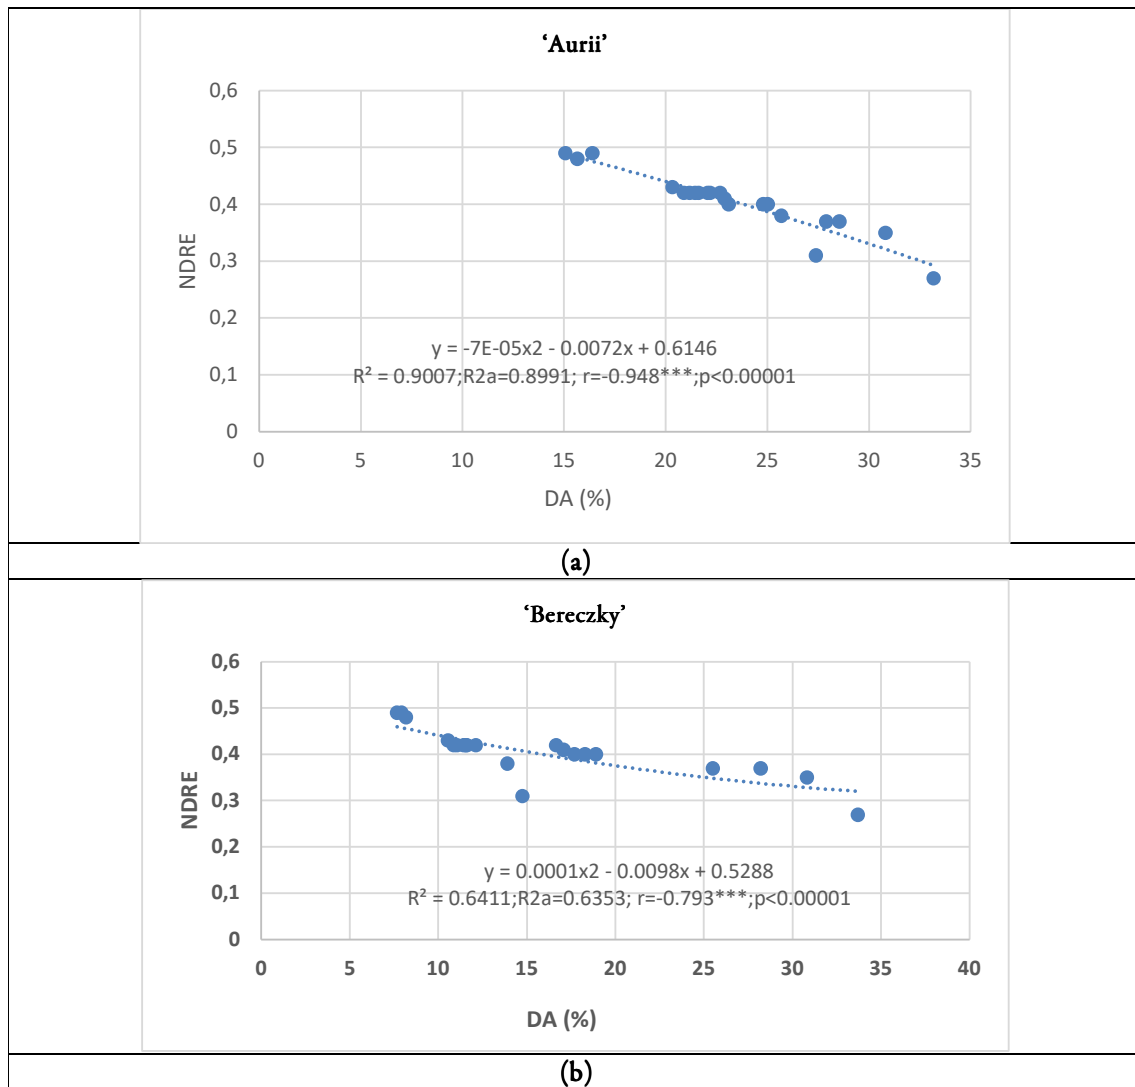 ‘Aurii’
0,6
0,5
0,4
0,3
0,2
0,1
0
NDRE
y = -7E-05x2 - 0.0072x + 0.6146
R² = 0.9007;R2a=0.8991; r=-0.948***;p<0.00001
0 5 10 15 20 25 30 35
DA (%)
(a)
‘Bereczky’
0,6
0,5
0,4
0,3
0,2
0,1
0
NDRE
y = 0.0001x2 - 0.0098x + 0.5288
R² = 0.6411;R2a=0.6353; r=-0.793***;p<0.00001
0 5 10 15 20 25 30 35 40
DA (%)
(b)